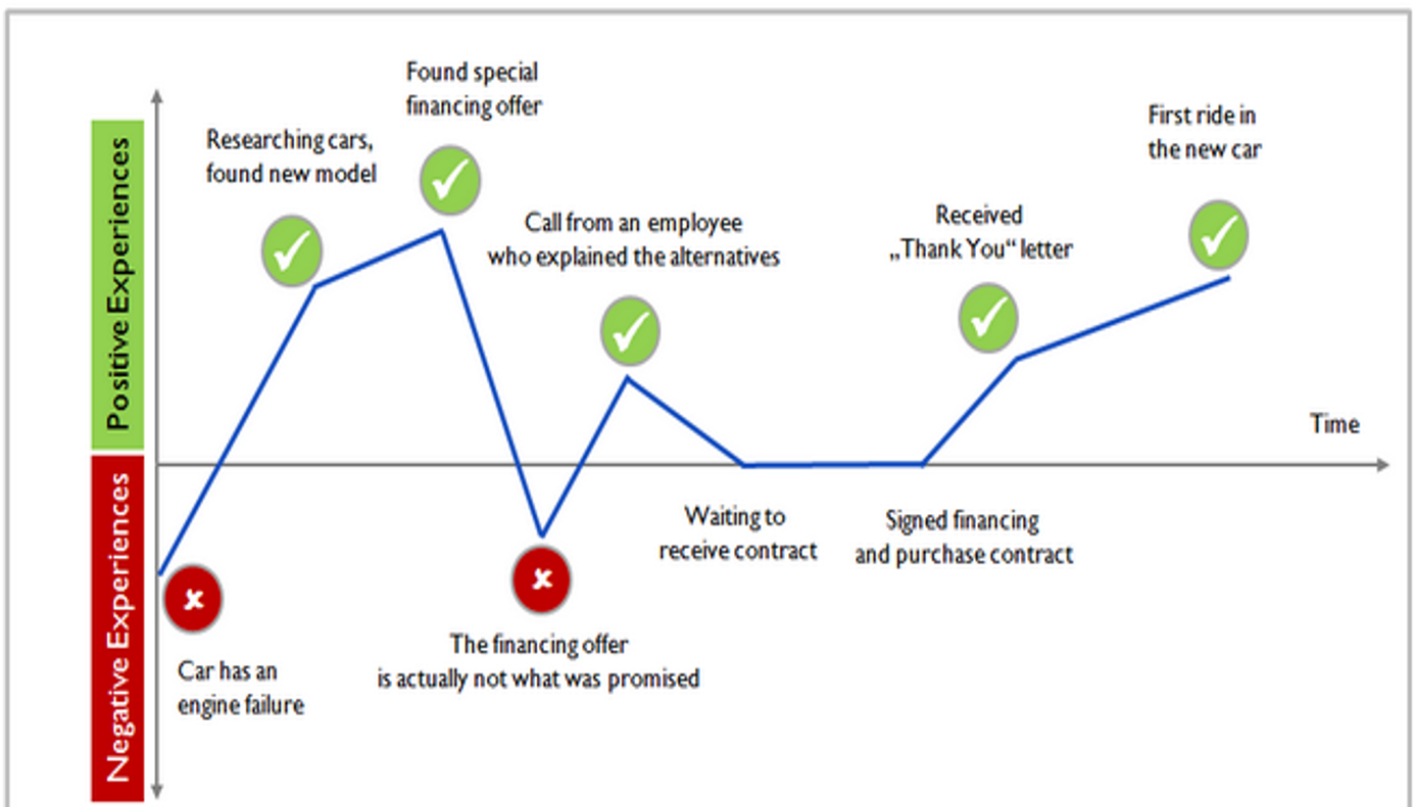 Positive Experiences
Negative Experiences
Car has an
engine failure
Researching cars,
found new model
Found special
financing offer
The financing offer
is actually not what was promised
Call from an employee
who explained the alternatives
Waiting to
receive contract
Signed financing
and purchase contract
Received
„Thank You“ letter
First ride in
the new car
Time